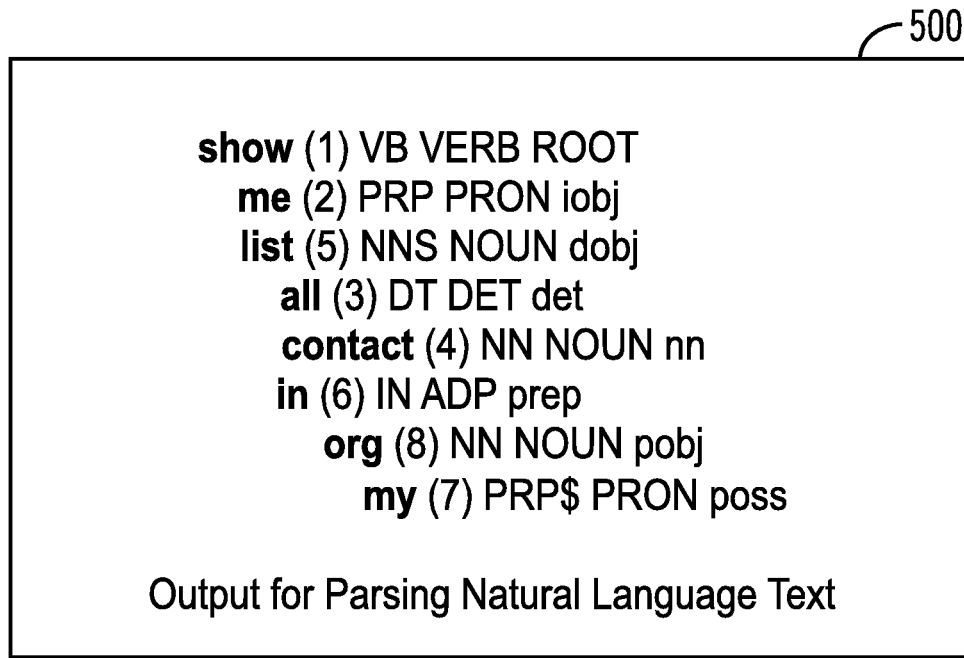 500
show (1) VB VERB ROOT
me (2) PRP PRON iobj
list (5) NNS NOUN dobj
all (3) DT DET det
contact (4) NN NOUN nn
in (6) IN ADP prep
org (8) NN NOUN pobj
my (7) PRP$ PRON poss
Output for Parsing Natural Language Text